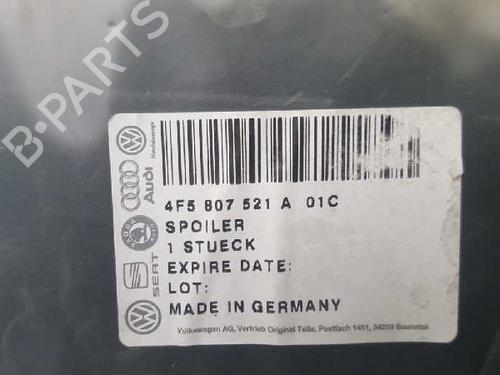 B-PARTS
4F5 807 521 A 01C
SPOILER
1 STUECK
EXPIRE DATE:
LOT:
MADE IN GERMANY
Volkswagen AG, Vertrieb Original Teile, Postfach 1451, 34219 Baunatal
Audi
SKODA
SEAT